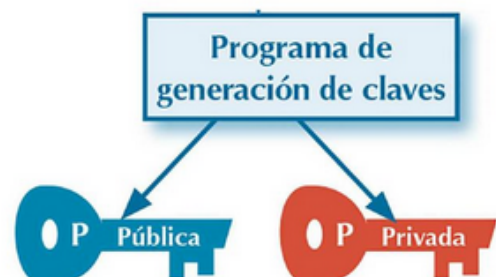 Programa de
generación de claves
P Pública
P Privada